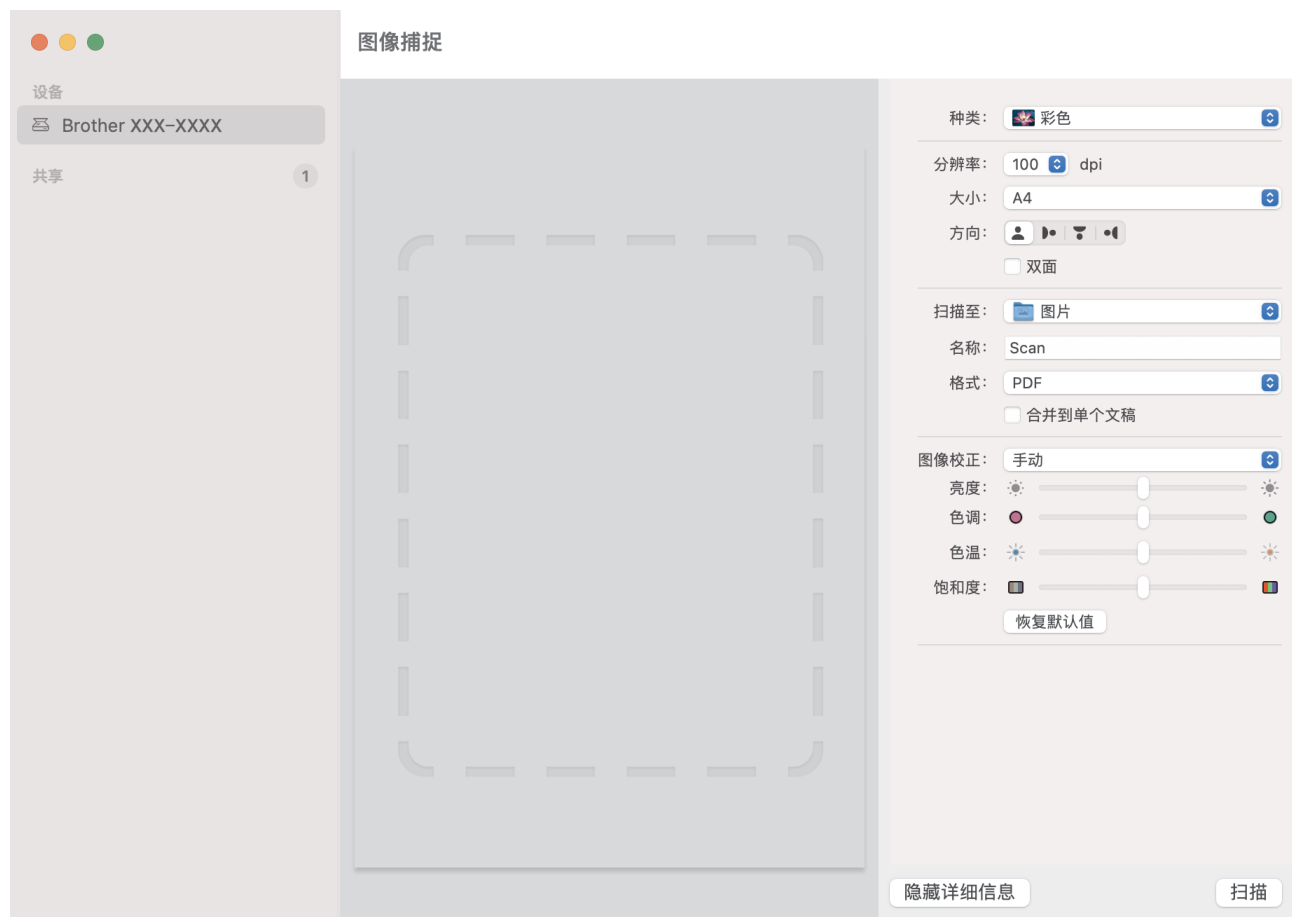 图像捕捉
设备
Brother XXX-XXXX
共享 1
种类: 彩色
分辨率: 100 dpi
大小: A4
方向:
双面
扫描至: 图片
名称: Scan
格式: PDF
合并到单个文稿
图像校正: 手动
亮度:
色调:
色温:
饱和度:
恢复默认值
隐藏详细信息 扫描